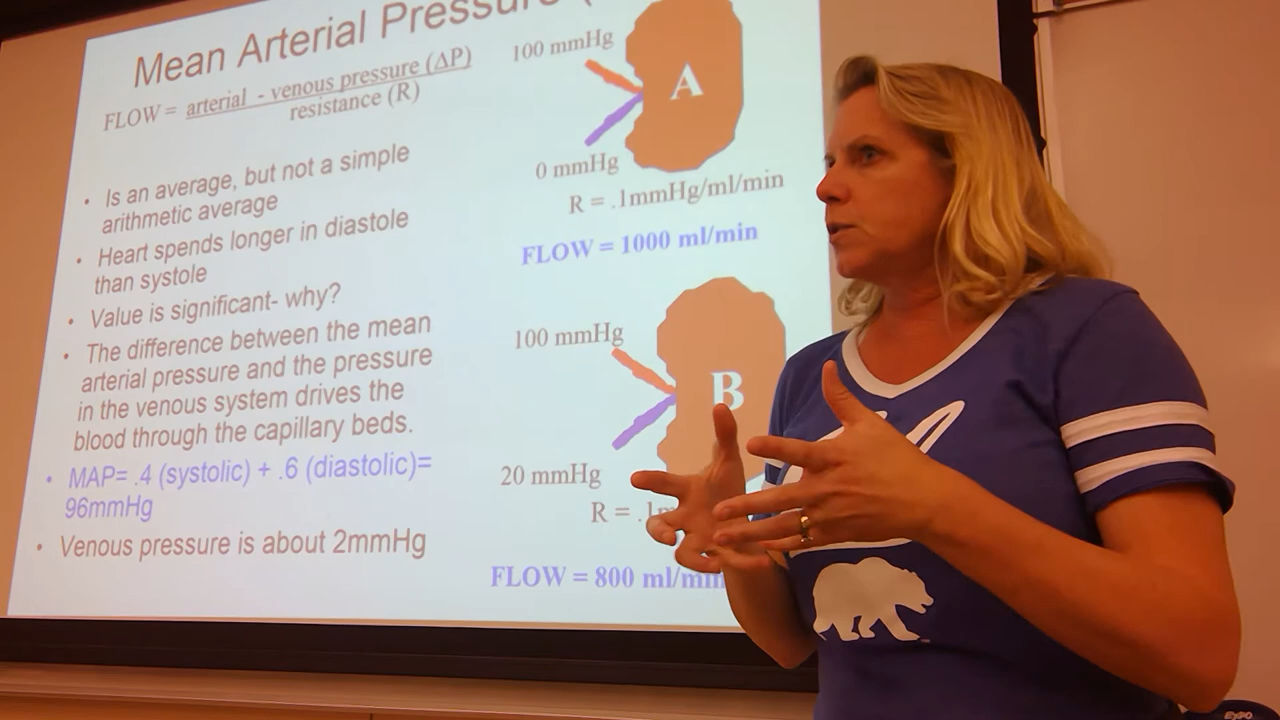 Mean Arterial Pressure (
FLOW = arterial - venous pressure (ΔP)
resistance (R)
• Is an average, but not a simple
arithmetic average
• Heart spends longer in diastole
than systole
• Value is significant- why?
• The difference between the mean
arterial pressure and the pressure
in the venous system drives the
blood through the capillary beds.
• MAP= .4 (systolic) + .6 (diastolic)=
96mmHg
• Venous pressure is about 2mmHg
100 mmHg
A
0 mmHg
R = .1mmHg/ml/min
FLOW = 1000 ml/min
100 mmHg
B
20 mmHg
R = .1m
FLOW = 800 ml/min
EXPO